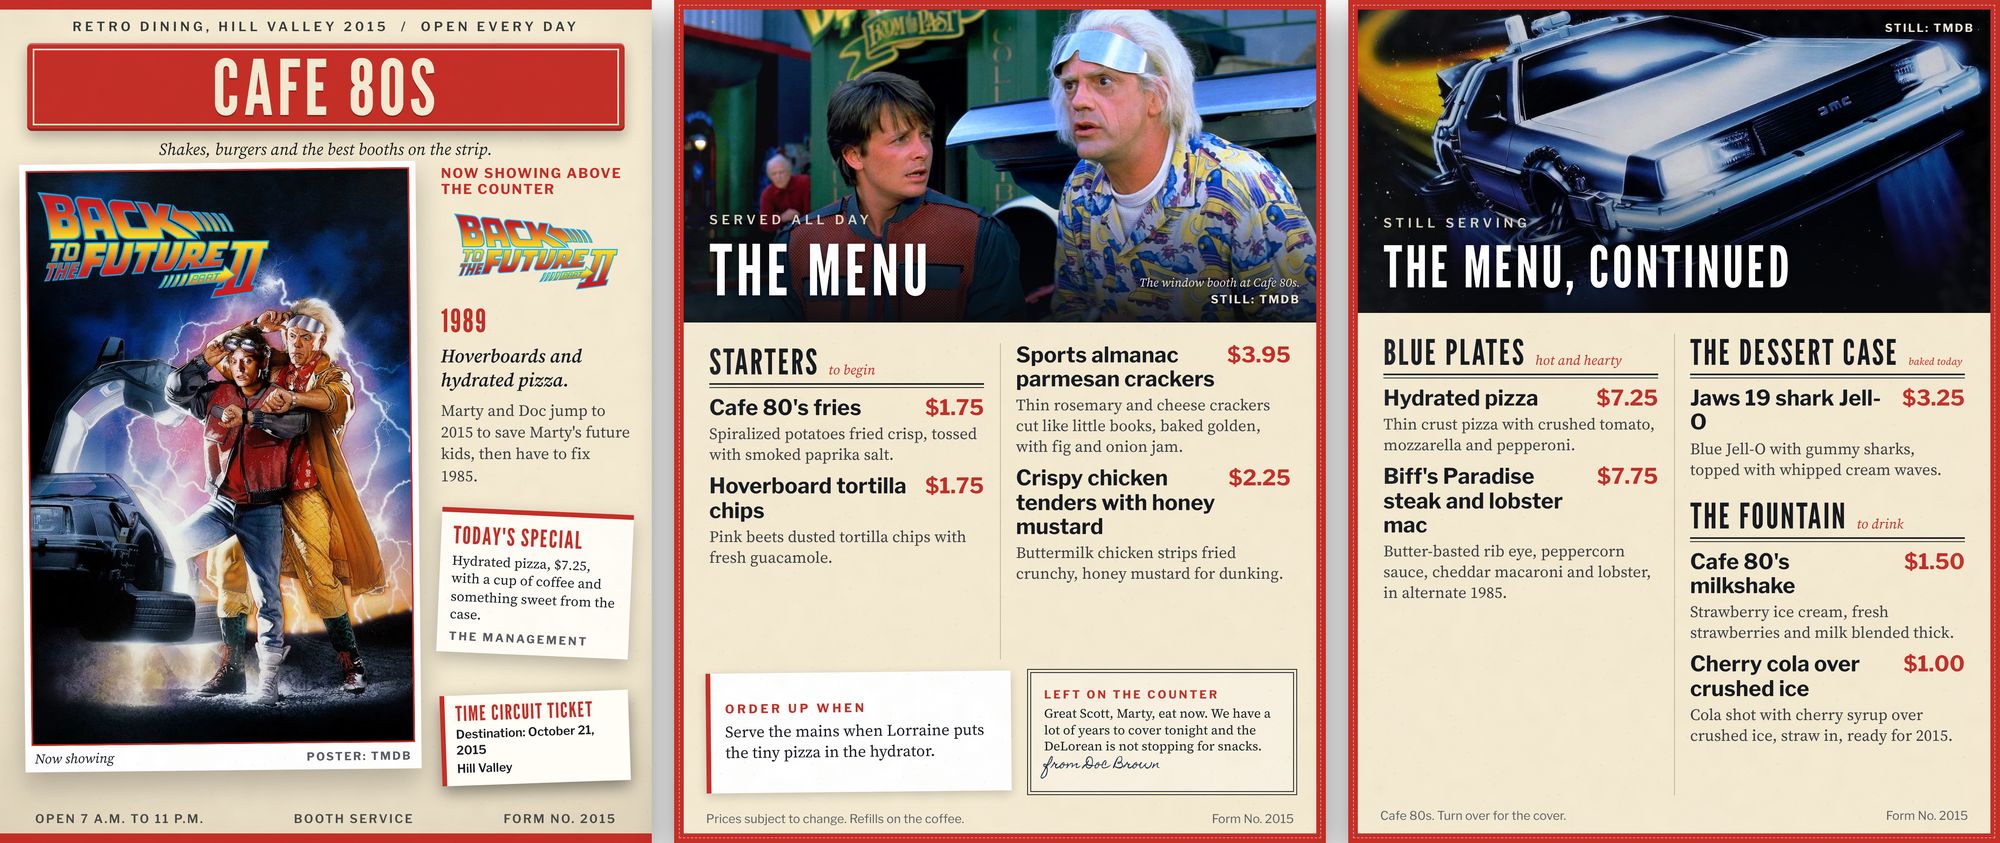 RETRO DINING, HILL VALLEY 2015 / OPEN EVERY DAY
CAFE 80S
Shakes, burgers and the best booths on the strip.
BACK
TO THE FUTURE
PART II
Now showing
POSTER: TMDB
NOW SHOWING ABOVE
THE COUNTER
BACK
TO THE FUTURE
PART II
1989
Hoverboards and
hydrated pizza.
Marty and Doc jump to
2015 to save Marty's future
kids, then have to fix
1985.
TODAY'S SPECIAL
Hydrated pizza, $7.25,
with a cup of coffee and
something sweet from the
case.
THE MANAGEMENT
TIME CIRCUIT TICKET
Destination: October 21,
2015
Hill Valley
OPEN 7 A.M. TO 11 P.M.
BOOTH SERVICE
FORM NO. 2015
FROM THE PAST
SERVED ALL DAY
THE MENU
The window booth at Cafe 80s.
STILL: TMDB
STARTERS to begin
Cafe 80's fries $1.75
Spiralized potatoes fried crisp, tossed
with smoked paprika salt.
Hoverboard tortilla $1.75
chips
Pink beets dusted tortilla chips with
fresh guacamole.
Sports almanac $3.95
parmesan crackers
Thin rosemary and cheese crackers
cut like little books, baked golden,
with fig and onion jam.
Crispy chicken $2.25
tenders with honey
mustard
Buttermilk chicken strips fried
crunchy, honey mustard for dunking.
ORDER UP WHEN
Serve the mains when Lorraine puts
the tiny pizza in the hydrator.
LEFT ON THE COUNTER
Great Scott, Marty, eat now. We have a
lot of years to cover tonight and the
DeLorean is not stopping for snacks.
from Doc Brown
Prices subject to change. Refills on the coffee.
Form No. 2015
STILL: TMDB
DMC
STILL SERVING
THE MENU, CONTINUED
BLUE PLATES hot and hearty
Hydrated pizza $7.25
Thin crust pizza with crushed tomato,
mozzarella and pepperoni.
Biff's Paradise $7.75
steak and lobster
mac
Butter-basted rib eye, peppercorn
sauce, cheddar macaroni and lobster,
in alternate 1985.
THE DESSERT CASE baked today
Jaws 19 shark Jell- $3.25
O
Blue Jell-O with gummy sharks,
topped with whipped cream waves.
THE FOUNTAIN to drink
Cafe 80's $1.50
milkshake
Strawberry ice cream, fresh
strawberries and milk blended thick.
Cherry cola over $1.00
crushed ice
Cola shot with cherry syrup over
crushed ice, straw in, ready for 2015.
Cafe 80s. Turn over for the cover.
Form No. 2015